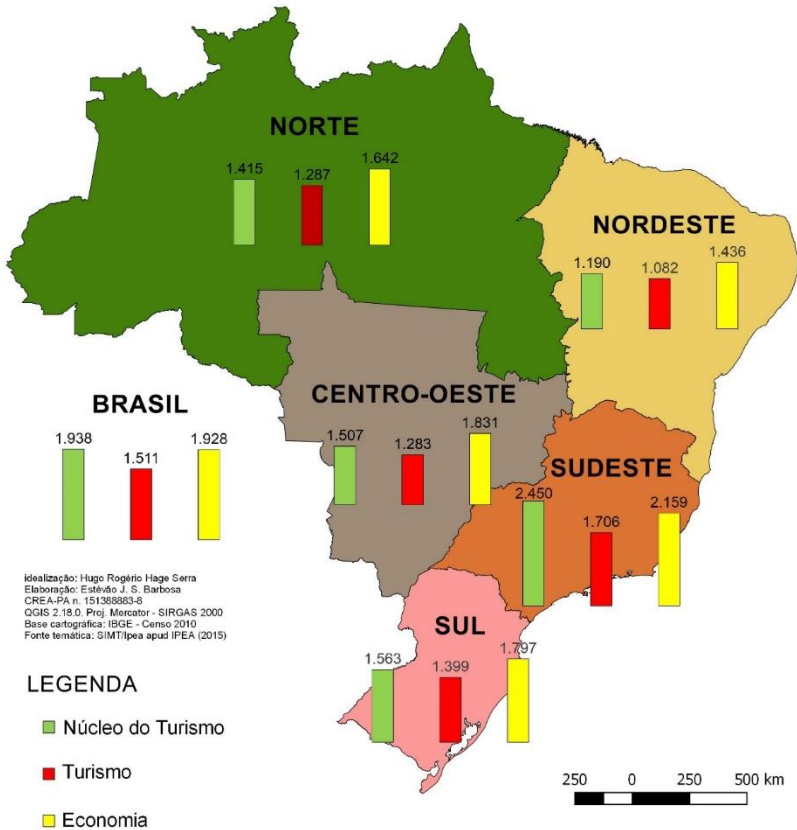 NORTE
1.415
1.287
1.642
NORDESTE
1.190
1.082
1.436
CENTRO-OESTE
1.507
1.283
1.831
BRASIL
1.938
1.511
1.928
SUDESTE
2.450
1.706
2.159
idealização: Hugo Rogério Hage Serra
Elaboração: Estêvão J. S. Barbosa
CREA-PA n. 151388883-8
QGIS 2.18.0. Proj. Mercator - SIRGAS 2000
Base cartográfica: IBGE - Censo 2010
Fonte temática: SIMT/Ipea apud IPEA (2015)
SUL
1.563
1.399
1.797
LEGENDA
Núcleo do Turismo
Turismo
Economia
250 0 250 500 km